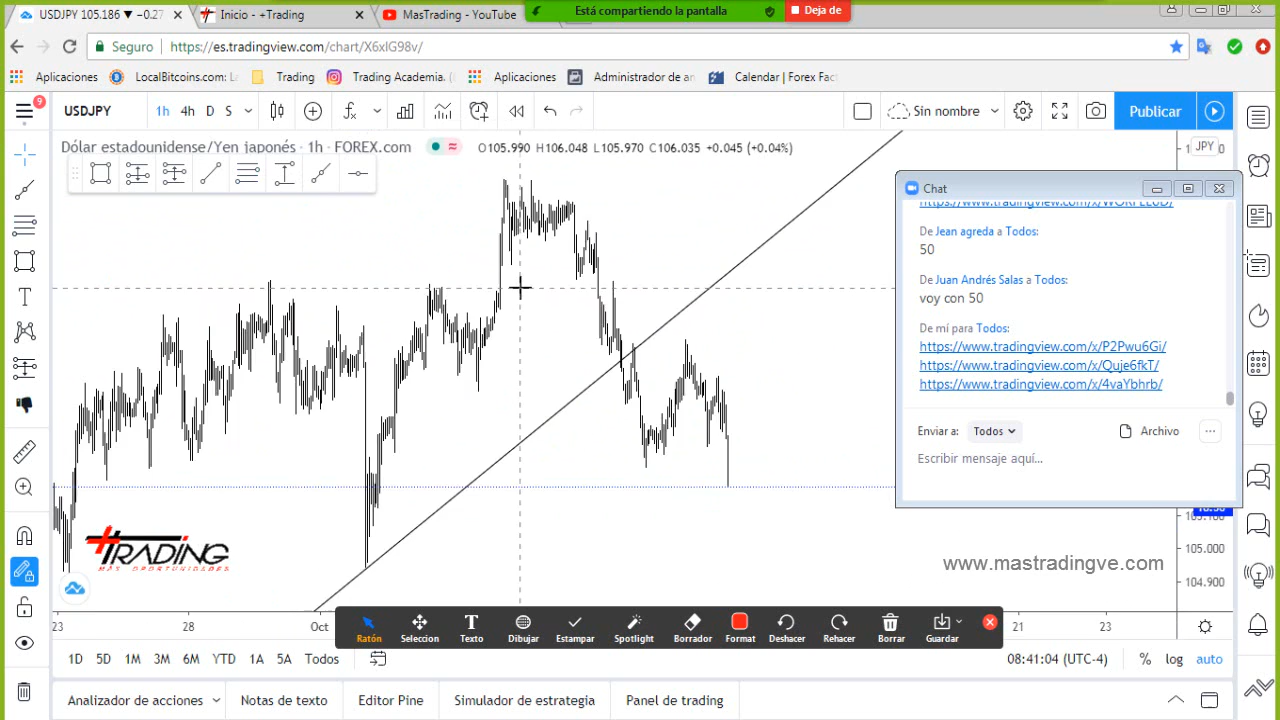 USDJPY 105.186 ▼ −0.27
Inicio - +Trading
MasTrading - YouTube
Está compartiendo la pantalla
Deja de
Seguro
https://es.tradingview.com/chart/X6xIG98v/
Aplicaciones
LocalBitcoins.com:
Trading
Trading Academia. (
Aplicaciones
Administrador de an
Calendar | Forex Fact
9
USDJPY
1h
4h
D
S
Sin nombre
Publicar
Dólar estadounidense/Yen japonés · 1h · FOREX.com
O105.990 H106.048 L105.970 C106.035 +0.045 (+0.04%)
JPY
Chat
De Jean agreda a Todos:
50
De Juan Andrés Salas a Todos:
voy con 50
De mí para Todos:
https://www.tradingview.com/x/P2Pwu6Gi/
https://www.tradingview.com/x/Quje6fkT/
https://www.tradingview.com/x/4vaYbhrb/
Enviar a:
Todos
Archivo
Escribir mensaje aquí...
105.000
104.900
TRADING
MÁS OPORTUNIDADES
www.mastradingve.com
23
28
Oct
21
23
Ratón
Seleccion
Texto
Dibujar
Estampar
Spotlight
Borrador
Format
Deshacer
Rehacer
Borrar
Guardar
1D
5D
1M
3M
6M
YTD
1A
5A
Todos
08:41:04 (UTC-4)
%
log
auto
Analizador de acciones
Notas de texto
Editor Pine
Simulador de estrategia
Panel de trading